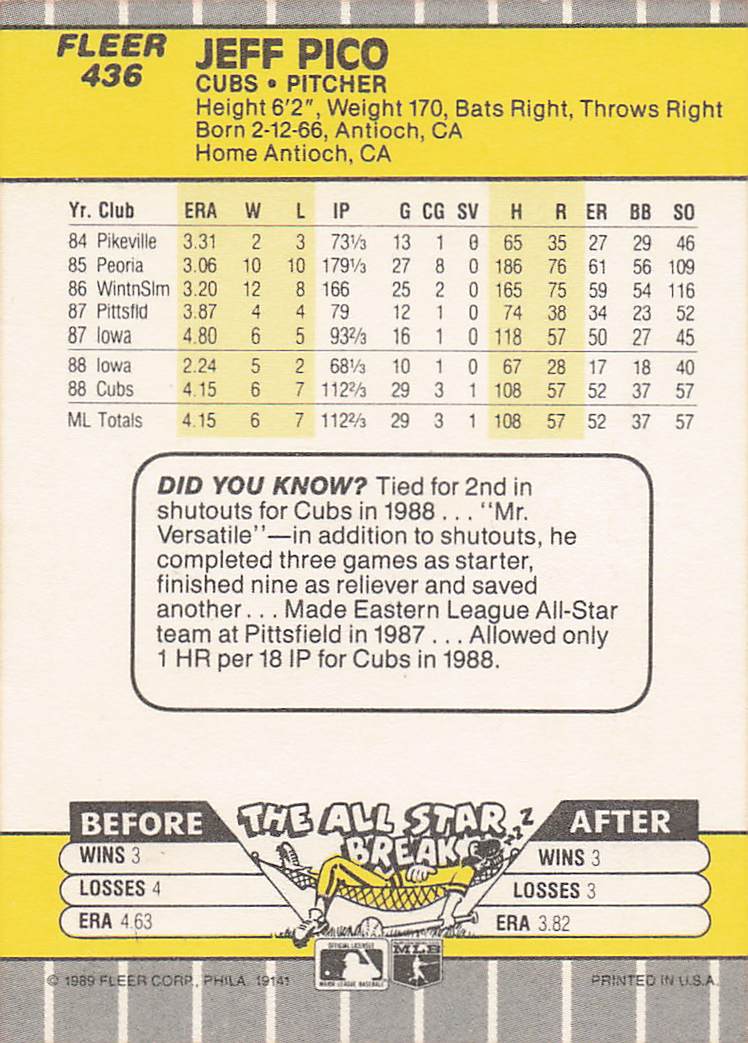 FLEER
436
JEFF PICO
CUBS • PITCHER
Height 6'2", Weight 170, Bats Right, Throws Right
Born 2-12-66, Antioch, CA
Home Antioch, CA
Yr. Club ERA W L IP G CG SV H R ER BB SO
84 Pikeville 3.31 2 3 73⅓ 13 1 0 65 35 27 29 46
85 Peoria 3.06 10 10 179⅓ 27 8 0 186 76 61 56 109
86 WintnSlm 3.20 12 8 166 25 2 0 165 75 59 54 116
87 Pittsfld 3.87 4 4 79 12 1 0 74 38 34 23 52
87 Iowa 4.80 6 5 93⅔ 16 1 0 118 57 50 27 45
88 Iowa 2.24 5 2 68⅓ 10 1 0 67 28 17 18 40
88 Cubs 4.15 6 7 112⅔ 29 3 1 108 57 52 37 57
ML Totals 4.15 6 7 112⅔ 29 3 1 108 57 52 37 57
DID YOU KNOW? Tied for 2nd in
shutouts for Cubs in 1988 . . . "Mr.
Versatile"—in addition to shutouts, he
completed three games as starter,
finished nine as reliever and saved
another . . . Made Eastern League All-Star
team at Pittsfield in 1987 . . . Allowed only
1 HR per 18 IP for Cubs in 1988.
THE ALL STAR
BREAK
zzzZ
BEFORE
WINS 3
LOSSES 4
ERA 4.63
AFTER
WINS 3
LOSSES 3
ERA 3.82
OFFICIAL LICENSEE
MAJOR LEAGUE BASEBALL
MLB
© 1989 FLEER CORP., PHILA. 19141
PRINTED IN U.S.A.